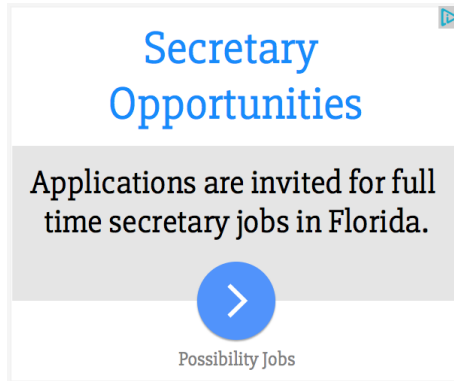 Secretary
Opportunities
Applications are invited for full
time secretary jobs in Florida.
Possibility Jobs